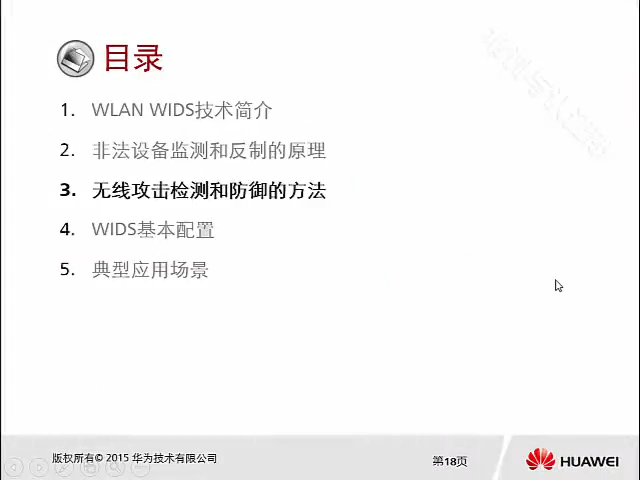 目录
1. WLAN WIDS技术简介
2. 非法设备监测和反制的原理
3. 无线攻击检测和防御的方法
4. WIDS基本配置
5. 典型应用场景
版权所有© 2015 华为技术有限公司
第18页
HUAWEI